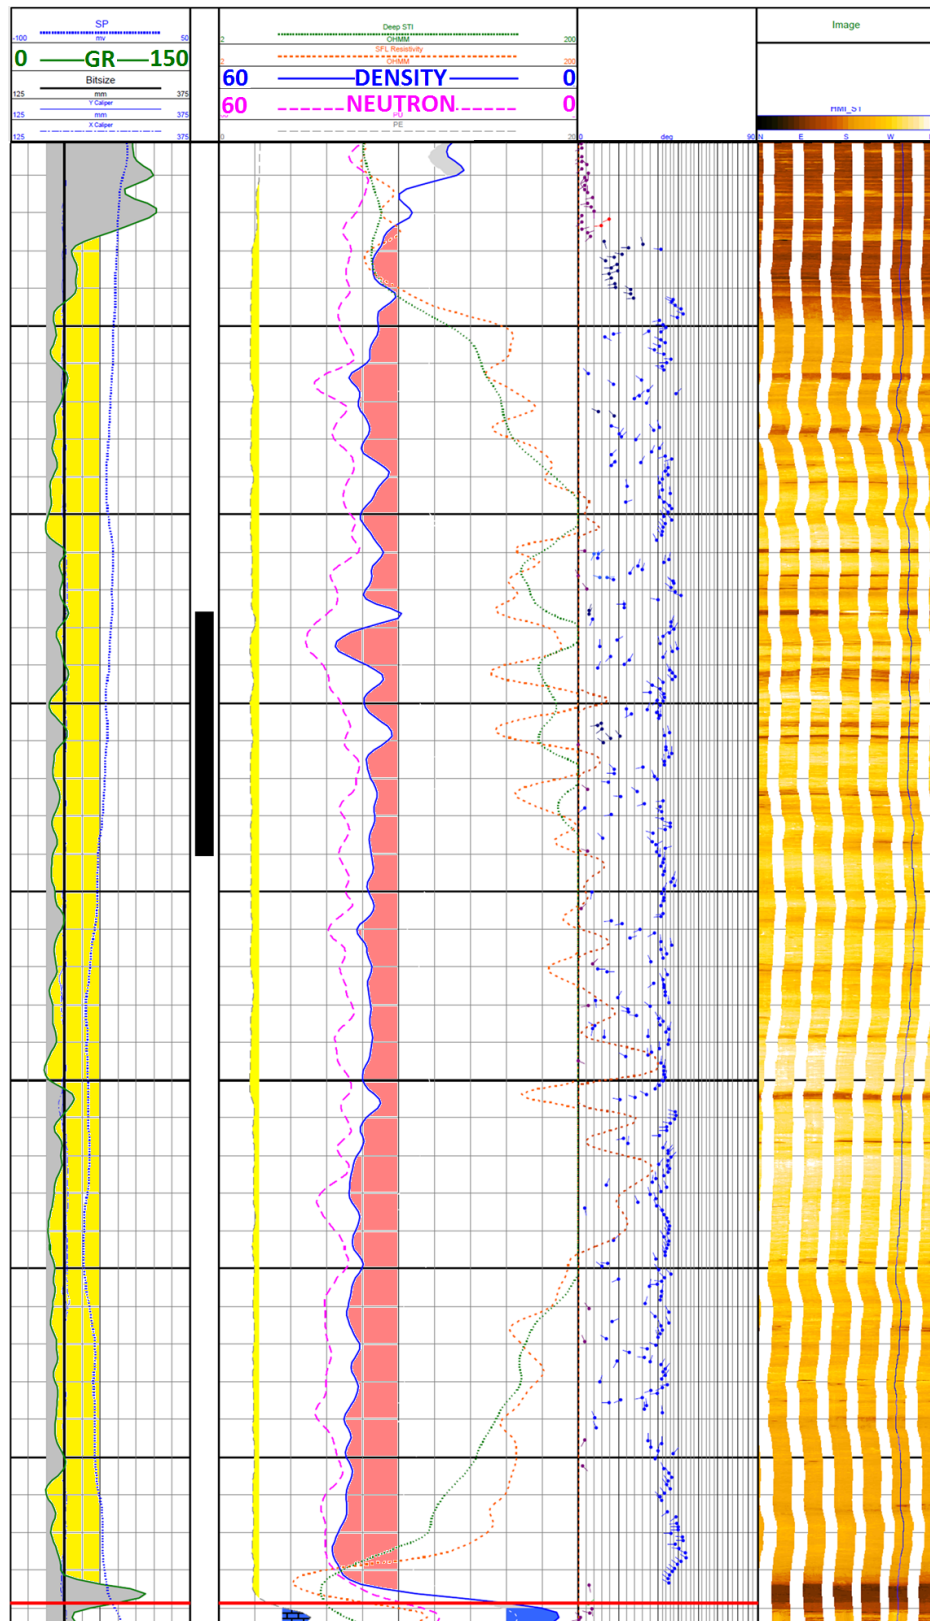 SP
-100 mv 50
0 GR 150
Bitsize
125 mm 375
Y Caliper
125 mm 375
X Caliper
125 375
Deep STI
2 OHMM 200
SFL Resistivity
2 OHMM 200
60 DENSITY 0
60 NEUTRON 0
PU
PE
0 20
0 deg 90
Image
HMI_ST
N E S W